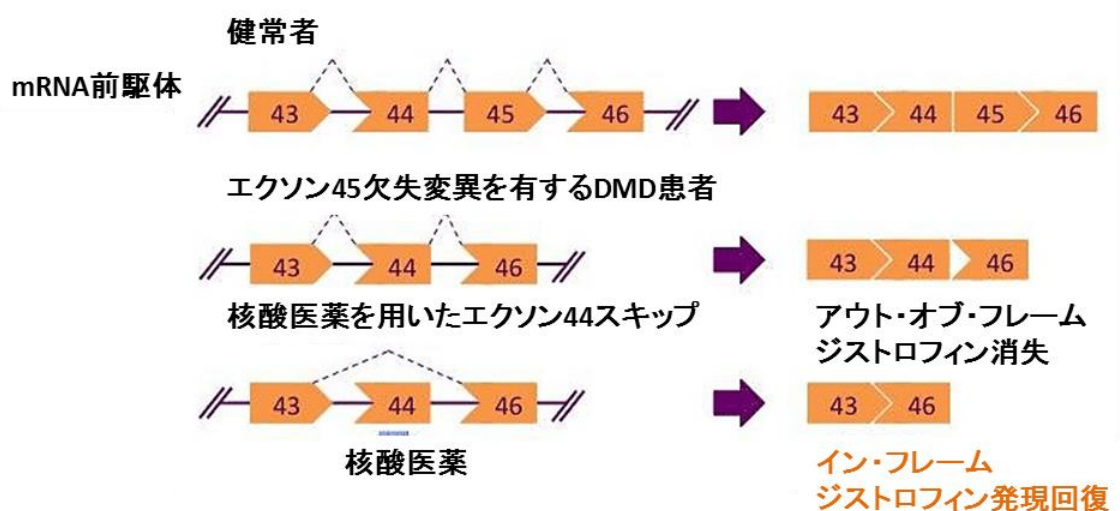 健常者
mRNA前駆体
43 44 45 46
43 44 45 46
エクソン45欠失変異を有するDMD患者
43 44 46
43 44 46
核酸医薬を用いたエクソン44スキップ
アウト・オブ・フレーム
ジストロフィン消失
43 44 46
43 46
核酸医薬
イン・フレーム
ジストロフィン発現回復